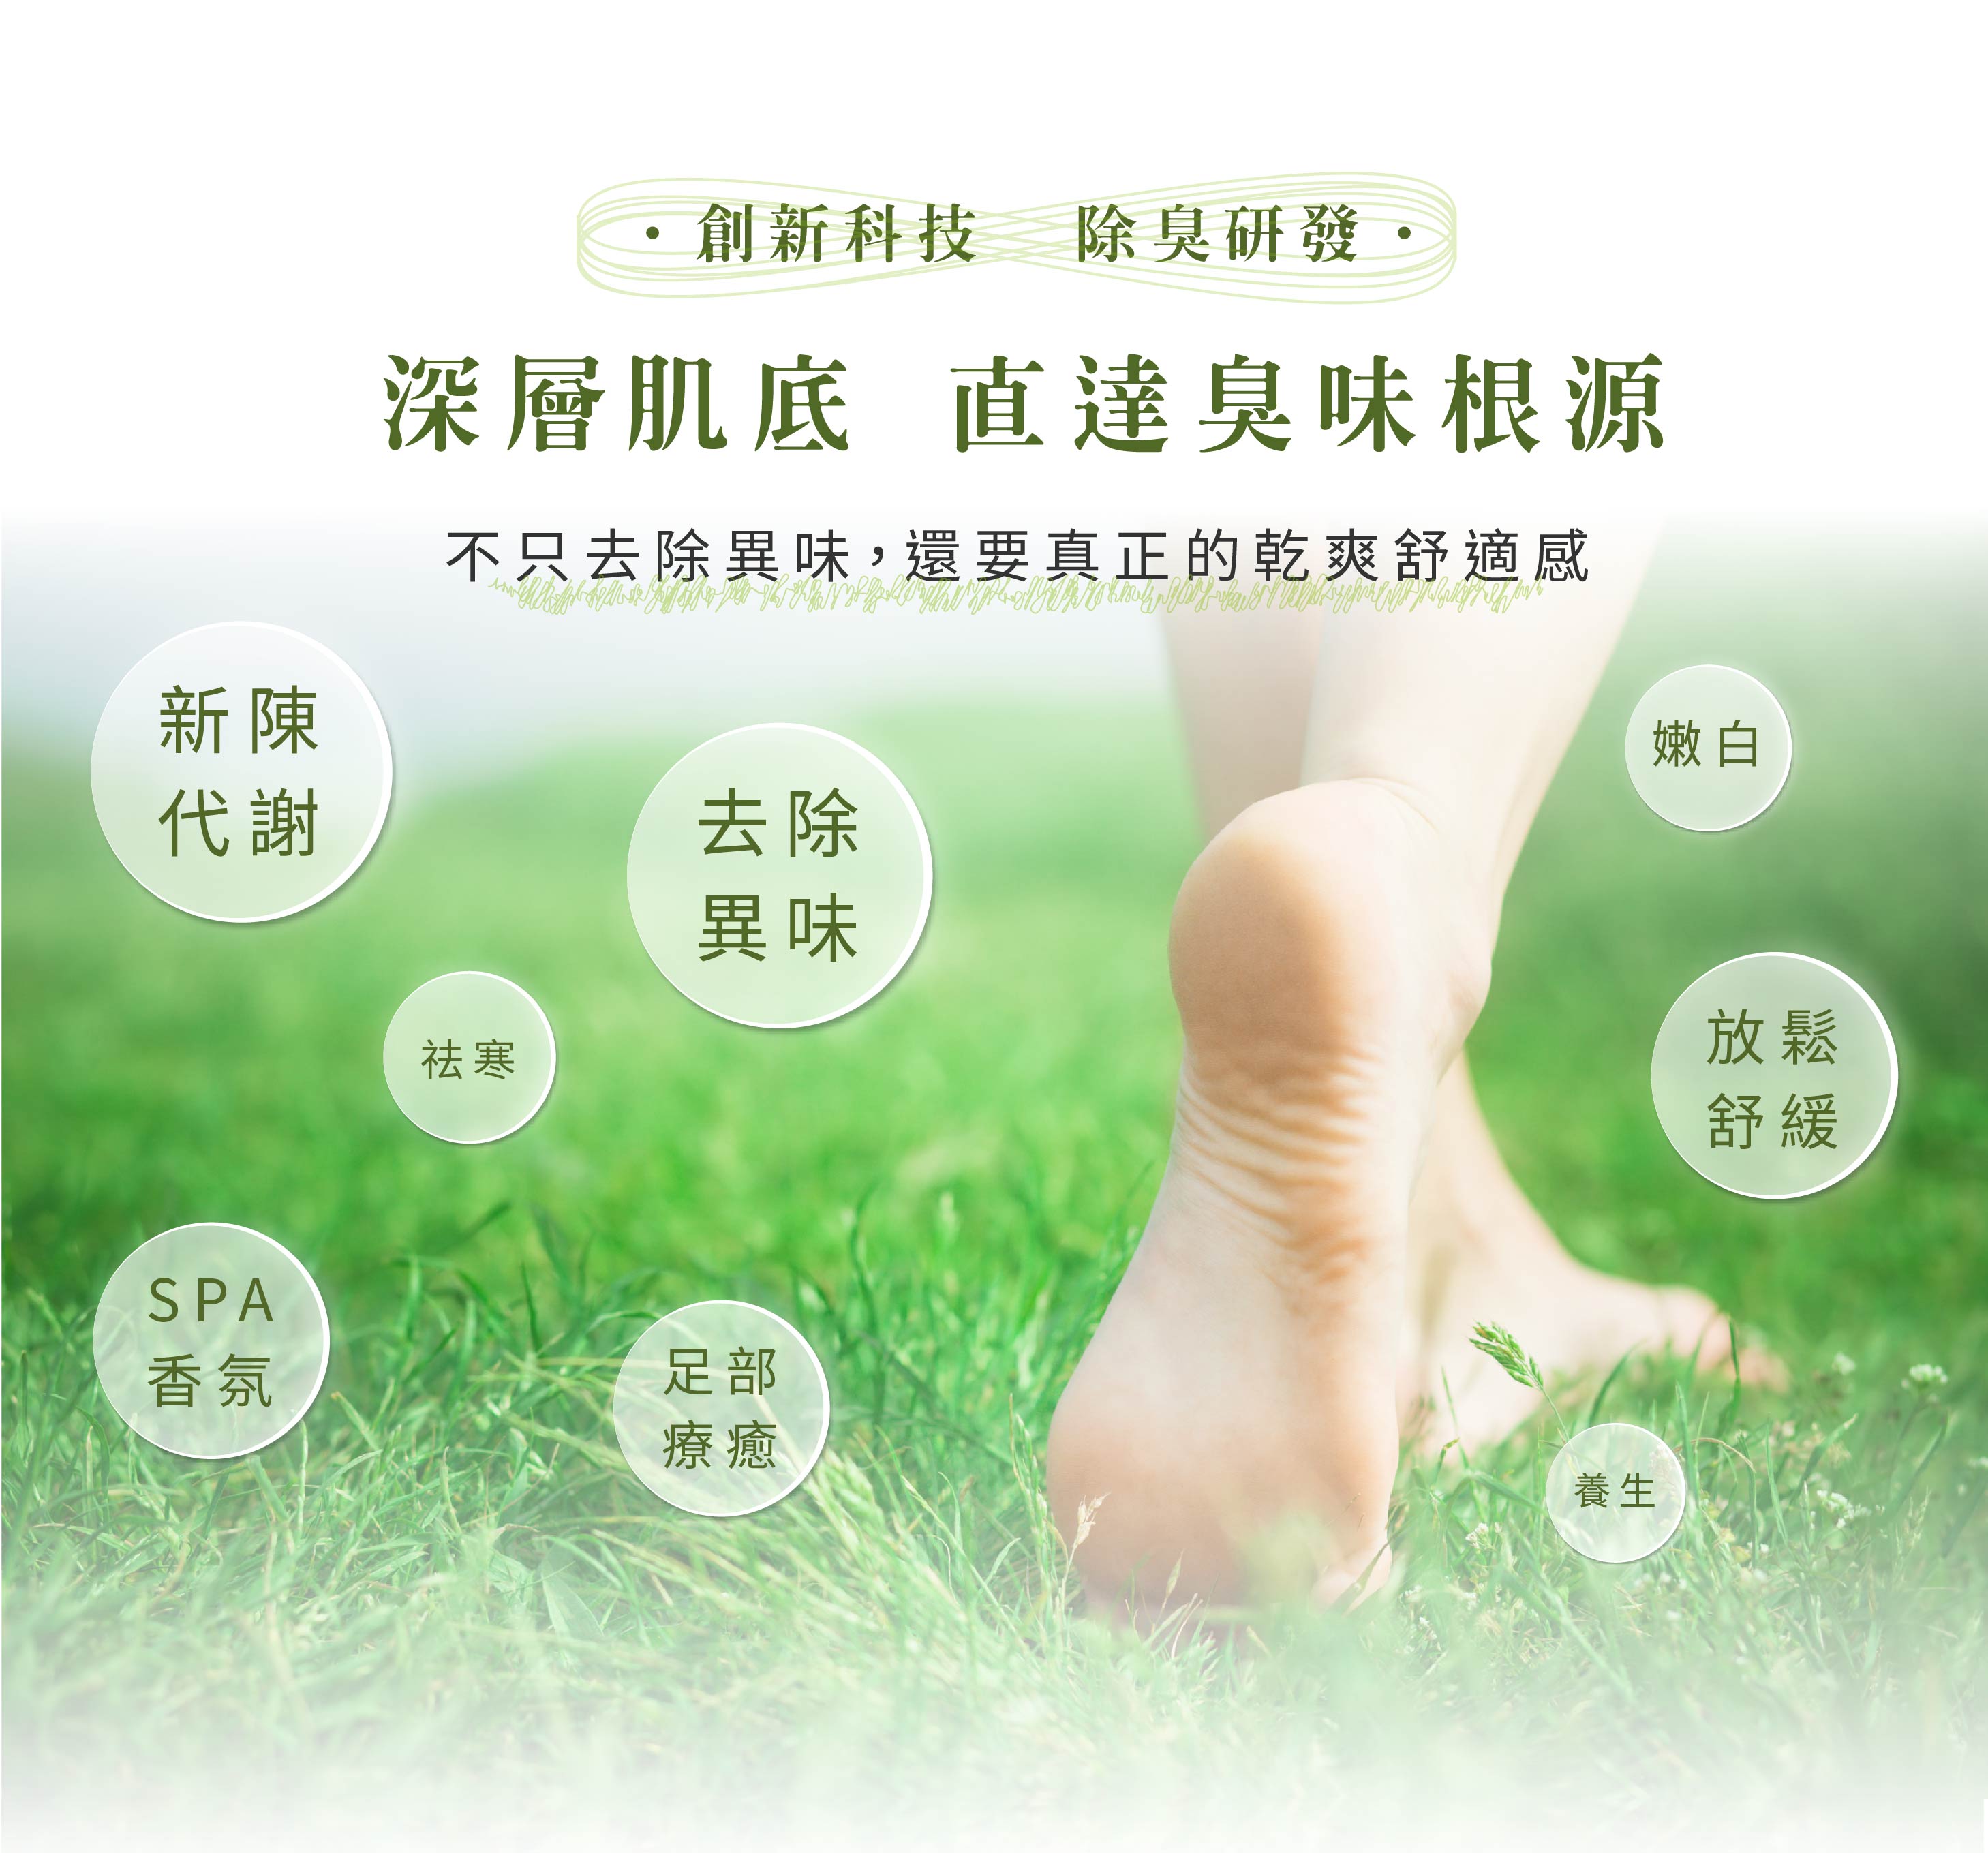 ・創新科技 除臭研發・
深層肌底 直達臭味根源
不只去除異味，還要真正的乾爽舒適感
新陳
代謝
去除
異味
嫩白
祛寒
放鬆
舒緩
SPA
香氛
足部
療癒
養生